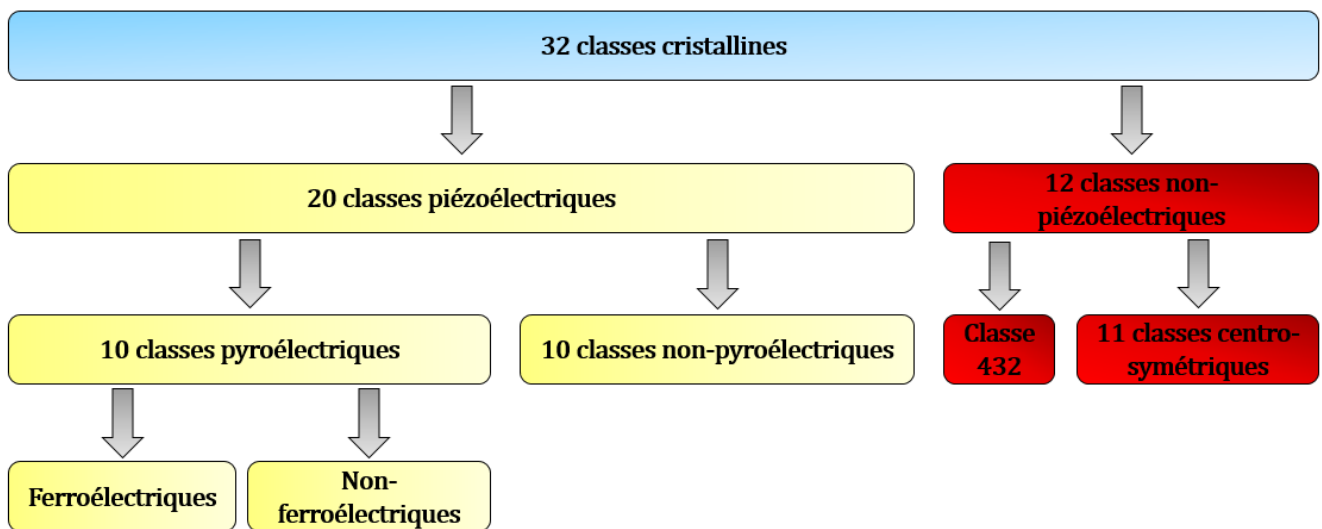 32 classes cristallines
20 classes piézoélectriques
12 classes non-
piézoélectriques
10 classes pyroélectriques
10 classes non-pyroélectriques
Classe
432
11 classes centro-
symétriques
Ferroélectriques
Non-
ferroélectriques